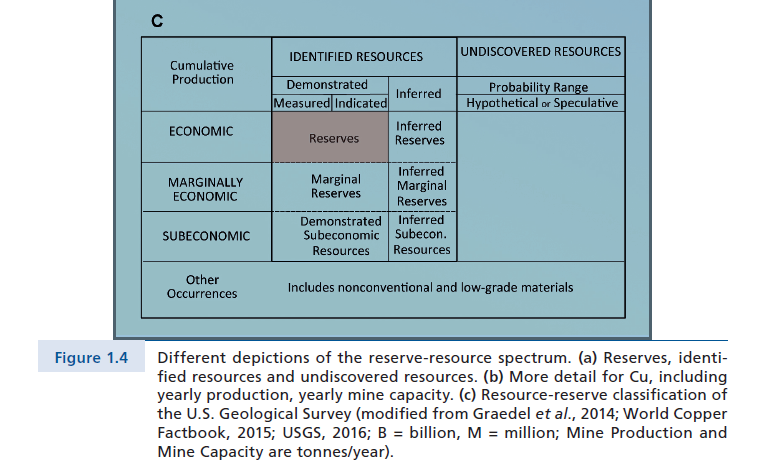 C
Cumulative
Production
IDENTIFIED RESOURCES
UNDISCOVERED RESOURCES
Demonstrated
Measured Indicated
Inferred
Probability Range
Hypothetical or Speculative
ECONOMIC
Reserves
Inferred
Reserves
MARGINALLY
ECONOMIC
Marginal
Reserves
Inferred
Marginal
Reserves
SUBECONOMIC
Demonstrated
Subeconomic
Resources
Inferred
Subecon.
Resources
Other
Occurrences
Includes nonconventional and low-grade materials
Figure 1.4
Different depictions of the reserve-resource spectrum. (a) Reserves, identi-
fied resources and undiscovered resources. (b) More detail for Cu, including
yearly production, yearly mine capacity. (c) Resource-reserve classification of
the U.S. Geological Survey (modified from Graedel et al., 2014; World Copper
Factbook, 2015; USGS, 2016; B = billion, M = million; Mine Production and
Mine Capacity are tonnes/year).